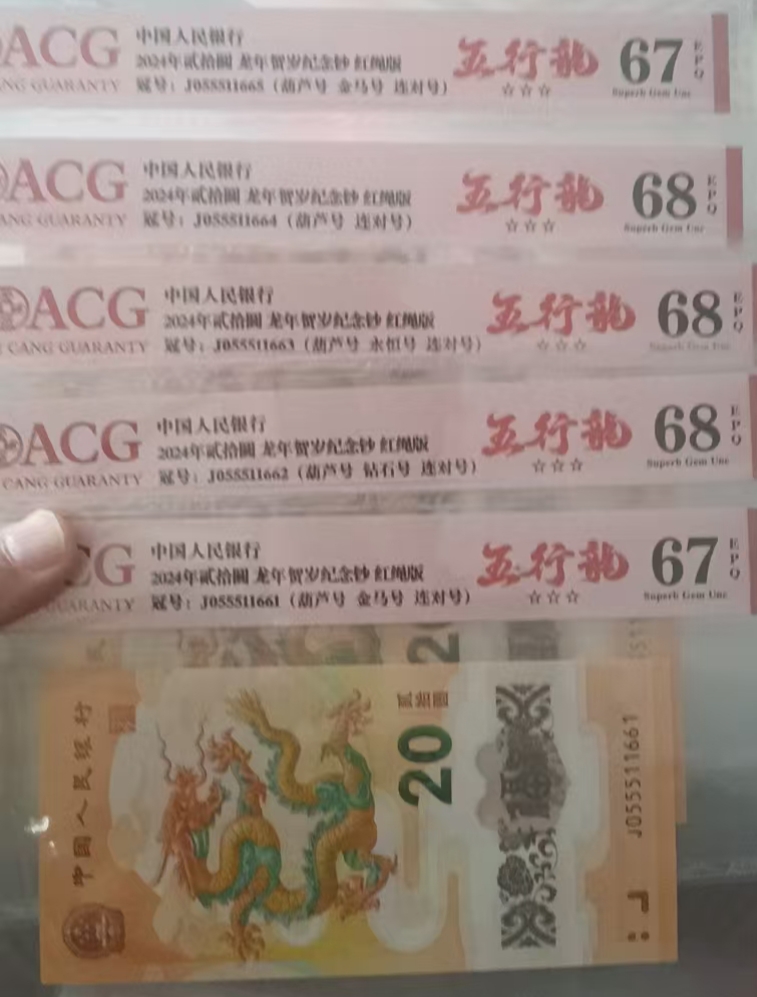 ACG
GUARANTY
中国人民银行
2024年贰拾圆 龙年贺岁纪念钞 红绳版
冠号：J055511665（葫芦号 金马号 连对号）
五行龍
☆☆☆
67
EPQ
Superb Gem Unc
ACG
GUARANTY
中国人民银行
2024年贰拾圆 龙年贺岁纪念钞 红绳版
冠号：J055511664（葫芦号 连对号）
五行龍
☆☆☆
68
EPQ
Superb Gem Unc
ACG
CANG GUARANTY
中国人民银行
2024年贰拾圆 龙年贺岁纪念钞 红绳版
冠号：J055511663（葫芦号 永恒号 连对号）
五行龍
☆☆☆
68
EPQ
Superb Gem Unc
ACG
CANG GUARANTY
中国人民银行
2024年贰拾圆 龙年贺岁纪念钞 红绳版
冠号：J055511662（葫芦号 钻石号 连对号）
五行龍
☆☆☆
68
EPQ
Superb Gem Unc
CG
GUARANTY
中国人民银行
2024年贰拾圆 龙年贺岁纪念钞 红绳版
冠号：J055511661（葫芦号 金马号 连对号）
五行龍
☆☆☆
67
EPQ
Superb Gem Unc
中国人民银行
贰拾圆
20
J055511661